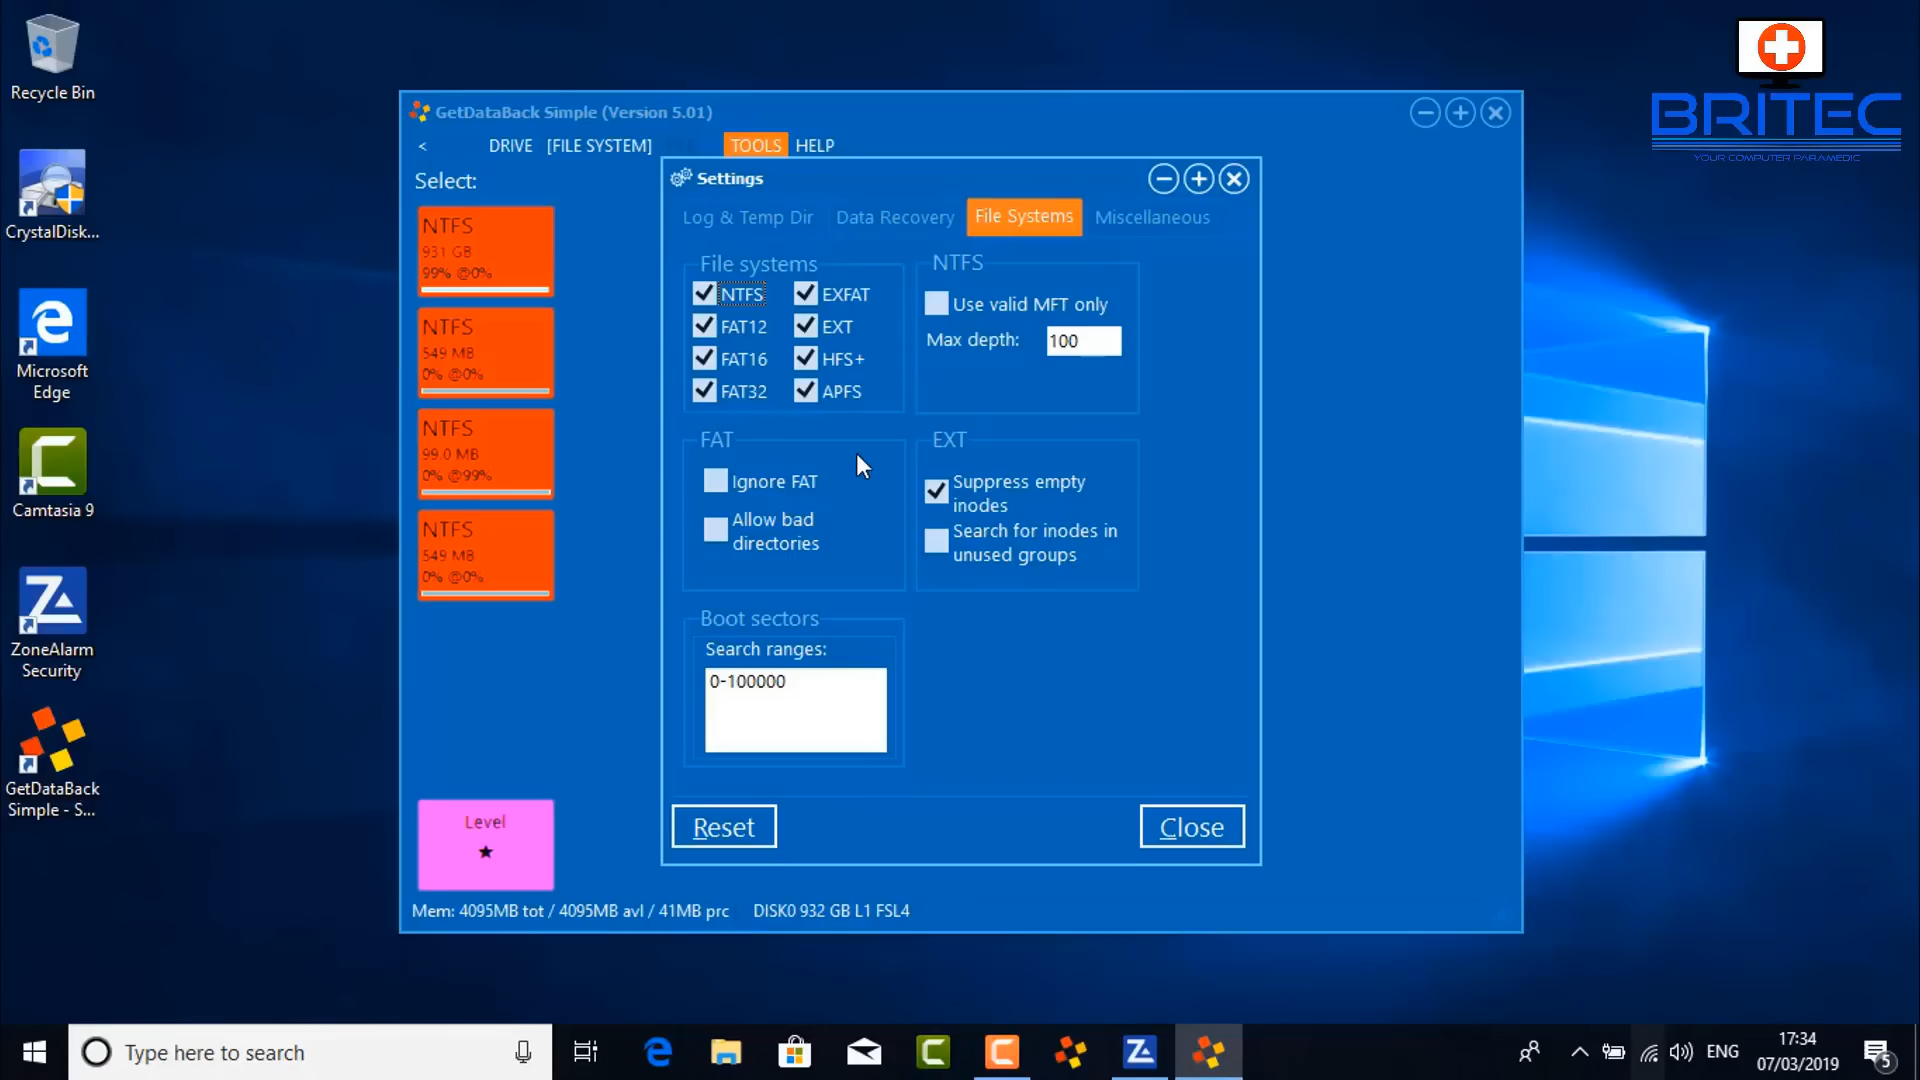 Recycle Bin
CrystalDisk...
Microsoft
Edge
Camtasia 9
ZoneAlarm
Security
GetDataBack
Simple - S...
BRITEC
YOUR COMPUTER PARAMEDIC
GetDataBack Simple (Version 5.01)
< DRIVE [FILE SYSTEM] TOOLS HELP
Select:
NTFS
931 GB
99% @0%
NTFS
549 MB
0% @0%
NTFS
99.0 MB
0% @99%
NTFS
549 MB
0% @0%
Level
★
Mem: 4095MB tot / 4095MB avl / 41MB prc DISK0 932 GB L1 FSL4
Settings
Log & Temp Dir Data Recovery File Systems Miscellaneous
File systems
NTFS EXFAT
FAT12 EXT
FAT16 HFS+
FAT32 APFS
NTFS
Use valid MFT only
Max depth: 100
FAT
Ignore FAT
Allow bad
directories
EXT
Suppress empty
inodes
Search for inodes in
unused groups
Boot sectors
Search ranges:
0-100000
Reset Close
Type here to search
ENG
17:34
07/03/2019
5